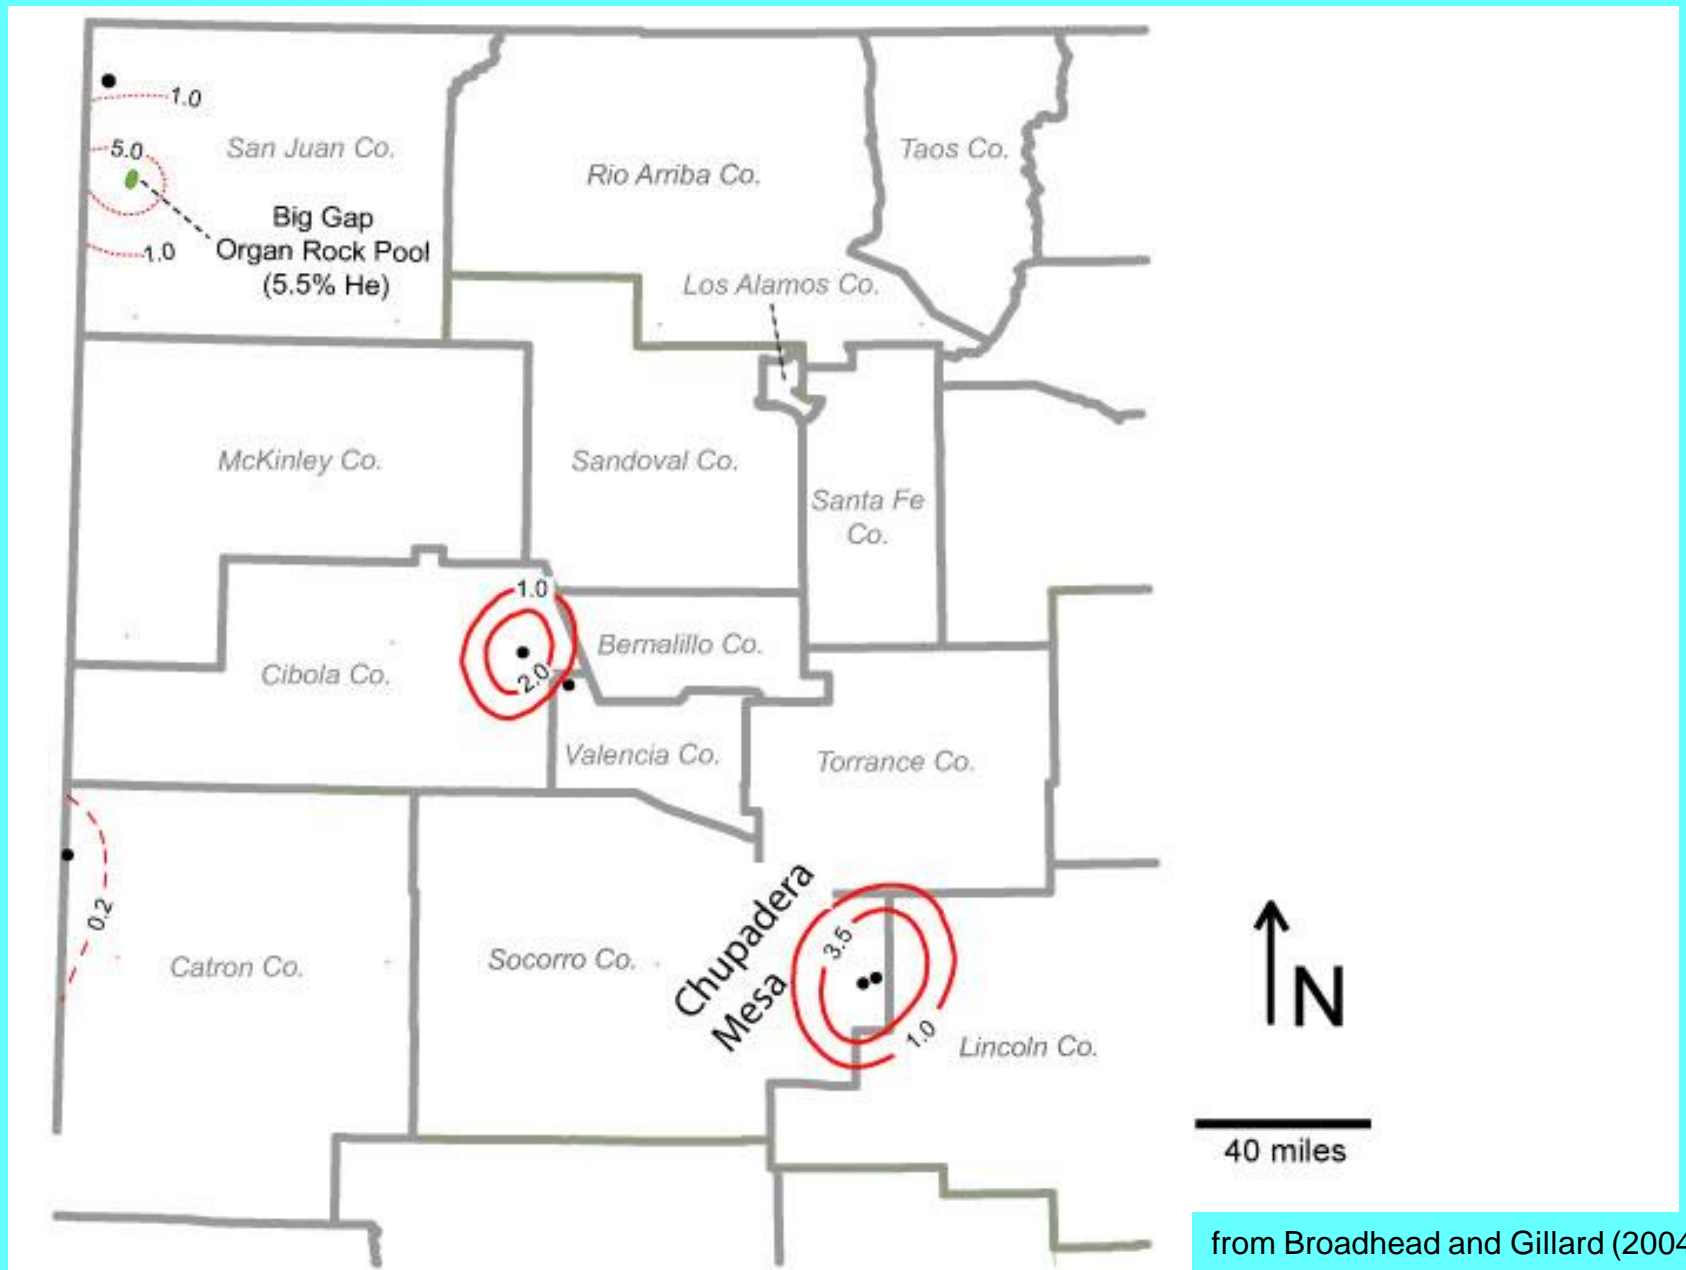 1.0
5.0
San Juan Co.
Rio Arriba Co.
Taos Co.
Big Gap
Organ Rock Pool
(5.5% He)
1.0
Los Alamos Co.
McKinley Co.
Sandoval Co.
Santa Fe
Co.
1.0
Bernalillo Co.
Cibola Co.
2.0
Valencia Co.
Torrance Co.
0.2
Chupadera
Mesa
3.5
Catron Co.
Socorro Co.
1.0
Lincoln Co.
N
40 miles
from Broadhead and Gillard (2004